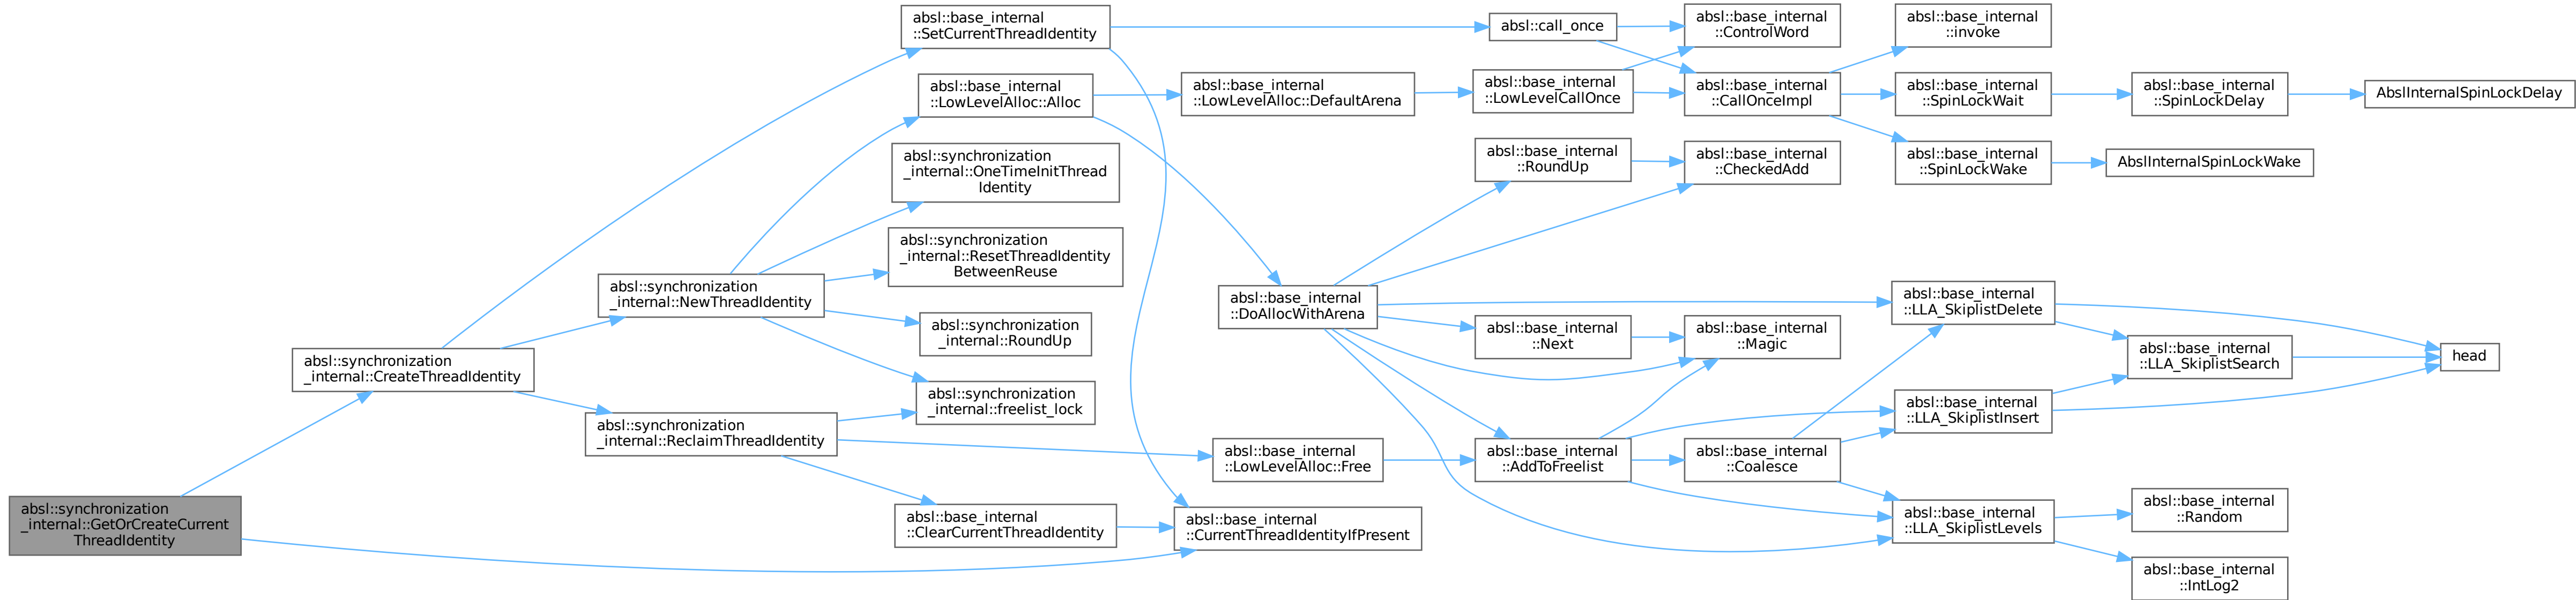 absl::synchronization
_internal::GetOrCreateCurrent
ThreadIdentity
absl::synchronization
_internal::CreateThreadIdentity
absl::base_internal
::SetCurrentThreadIdentity
absl::call_once
absl::base_internal
::ControlWord
absl::base_internal
::CallOnceImpl
absl::base_internal
::invoke
absl::base_internal
::SpinLockWait
absl::base_internal
::SpinLockDelay
AbslInternalSpinLockDelay
absl::base_internal
::SpinLockWake
AbslInternalSpinLockWake
absl::synchronization
_internal::NewThreadIdentity
absl::base_internal
::LowLevelAlloc::Alloc
absl::base_internal
::LowLevelAlloc::DefaultArena
absl::base_internal
::LowLevelCallOnce
absl::synchronization
_internal::OneTimeInitThread
Identity
absl::synchronization
_internal::ResetThreadIdentity
BetweenReuse
absl::synchronization
_internal::RoundUp
absl::synchronization
_internal::freelist_lock
absl::synchronization
_internal::ReclaimThreadIdentity
absl::base_internal
::LowLevelAlloc::Free
absl::base_internal
::ClearCurrentThreadIdentity
absl::base_internal
::CurrentThreadIdentityIfPresent
absl::base_internal
::DoAllocWithArena
absl::base_internal
::RoundUp
absl::base_internal
::CheckedAdd
absl::base_internal
::Next
absl::base_internal
::Magic
absl::base_internal
::AddToFreelist
absl::base_internal
::Coalesce
absl::base_internal
::LLA_SkiplistDelete
absl::base_internal
::LLA_SkiplistSearch
head
absl::base_internal
::LLA_SkiplistInsert
absl::base_internal
::LLA_SkiplistLevels
absl::base_internal
::Random
absl::base_internal
::IntLog2